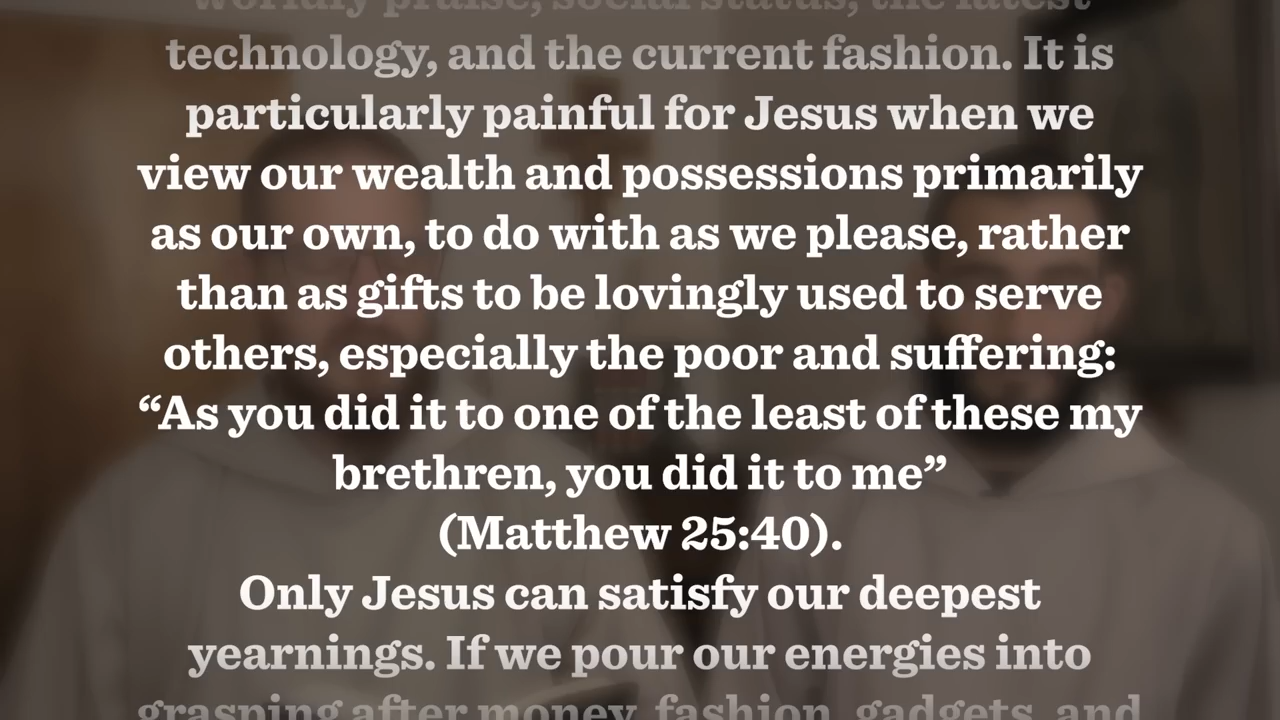 worldly praise, social status, the latest
technology, and the current fashion. It is
particularly painful for Jesus when we
view our wealth and possessions primarily
as our own, to do with as we please, rather
than as gifts to be lovingly used to serve
others, especially the poor and suffering:
“As you did it to one of the least of these my
brethren, you did it to me”
(Matthew 25:40).
Only Jesus can satisfy our deepest
yearnings. If we pour our energies into
grasping after money, fashion, gadgets, and